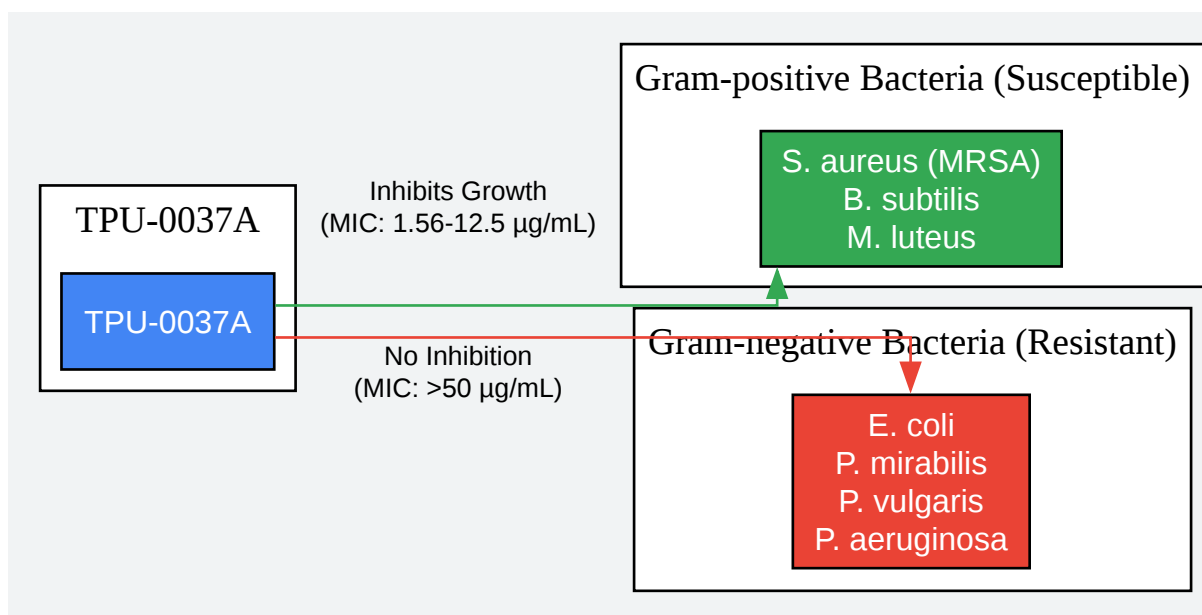 TPU-0037A
TPU-0037A
Inhibits Growth
(MIC: 1.56-12.5 µg/mL)
No Inhibition
(MIC: >50 µg/mL)
Gram-positive Bacteria (Susceptible)
S. aureus (MRSA)
B. subtilis
M. luteus
Gram-negative Bacteria (Resistant)
E. coli
P. mirabilis
P. vulgaris
P. aeruginosa